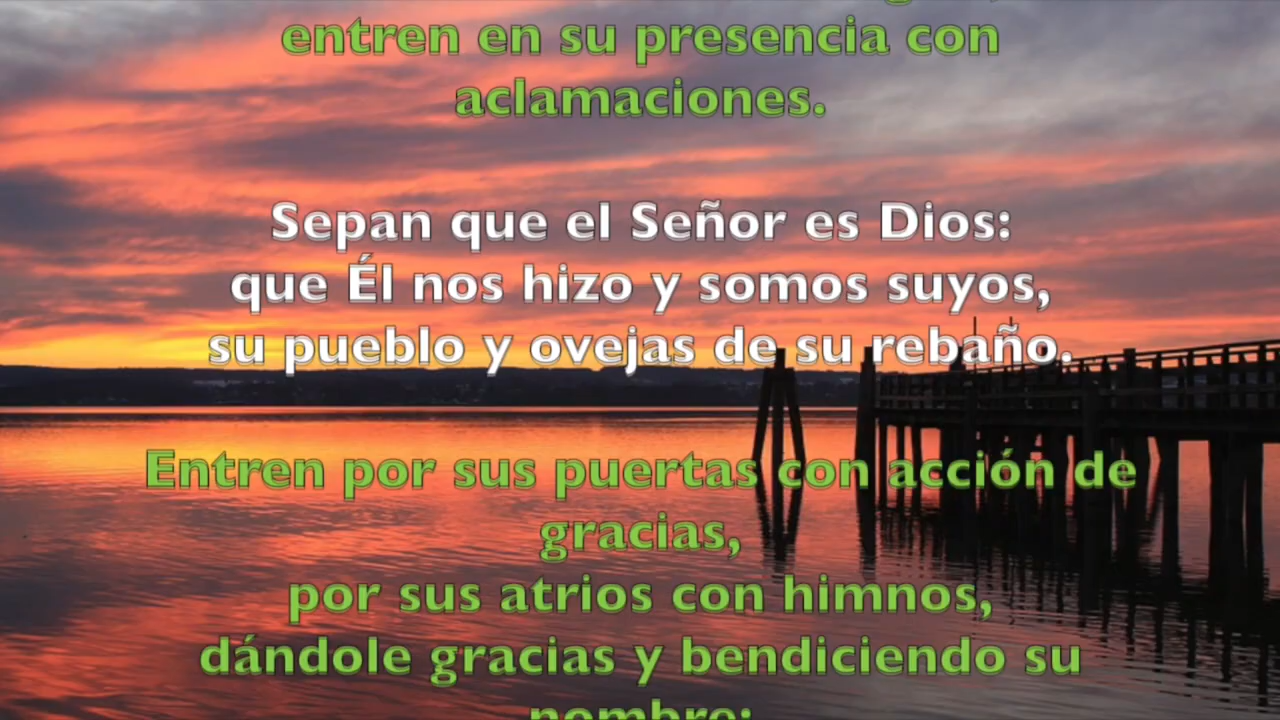 entren en su presencia con
aclamaciones.
Sepan que el Señor es Dios:
que Él nos hizo y somos suyos,
su pueblo y ovejas de su rebaño.
Entren por sus puertas con acción de
gracias,
por sus atrios con himnos,
dándole gracias y bendiciendo su
nombre: